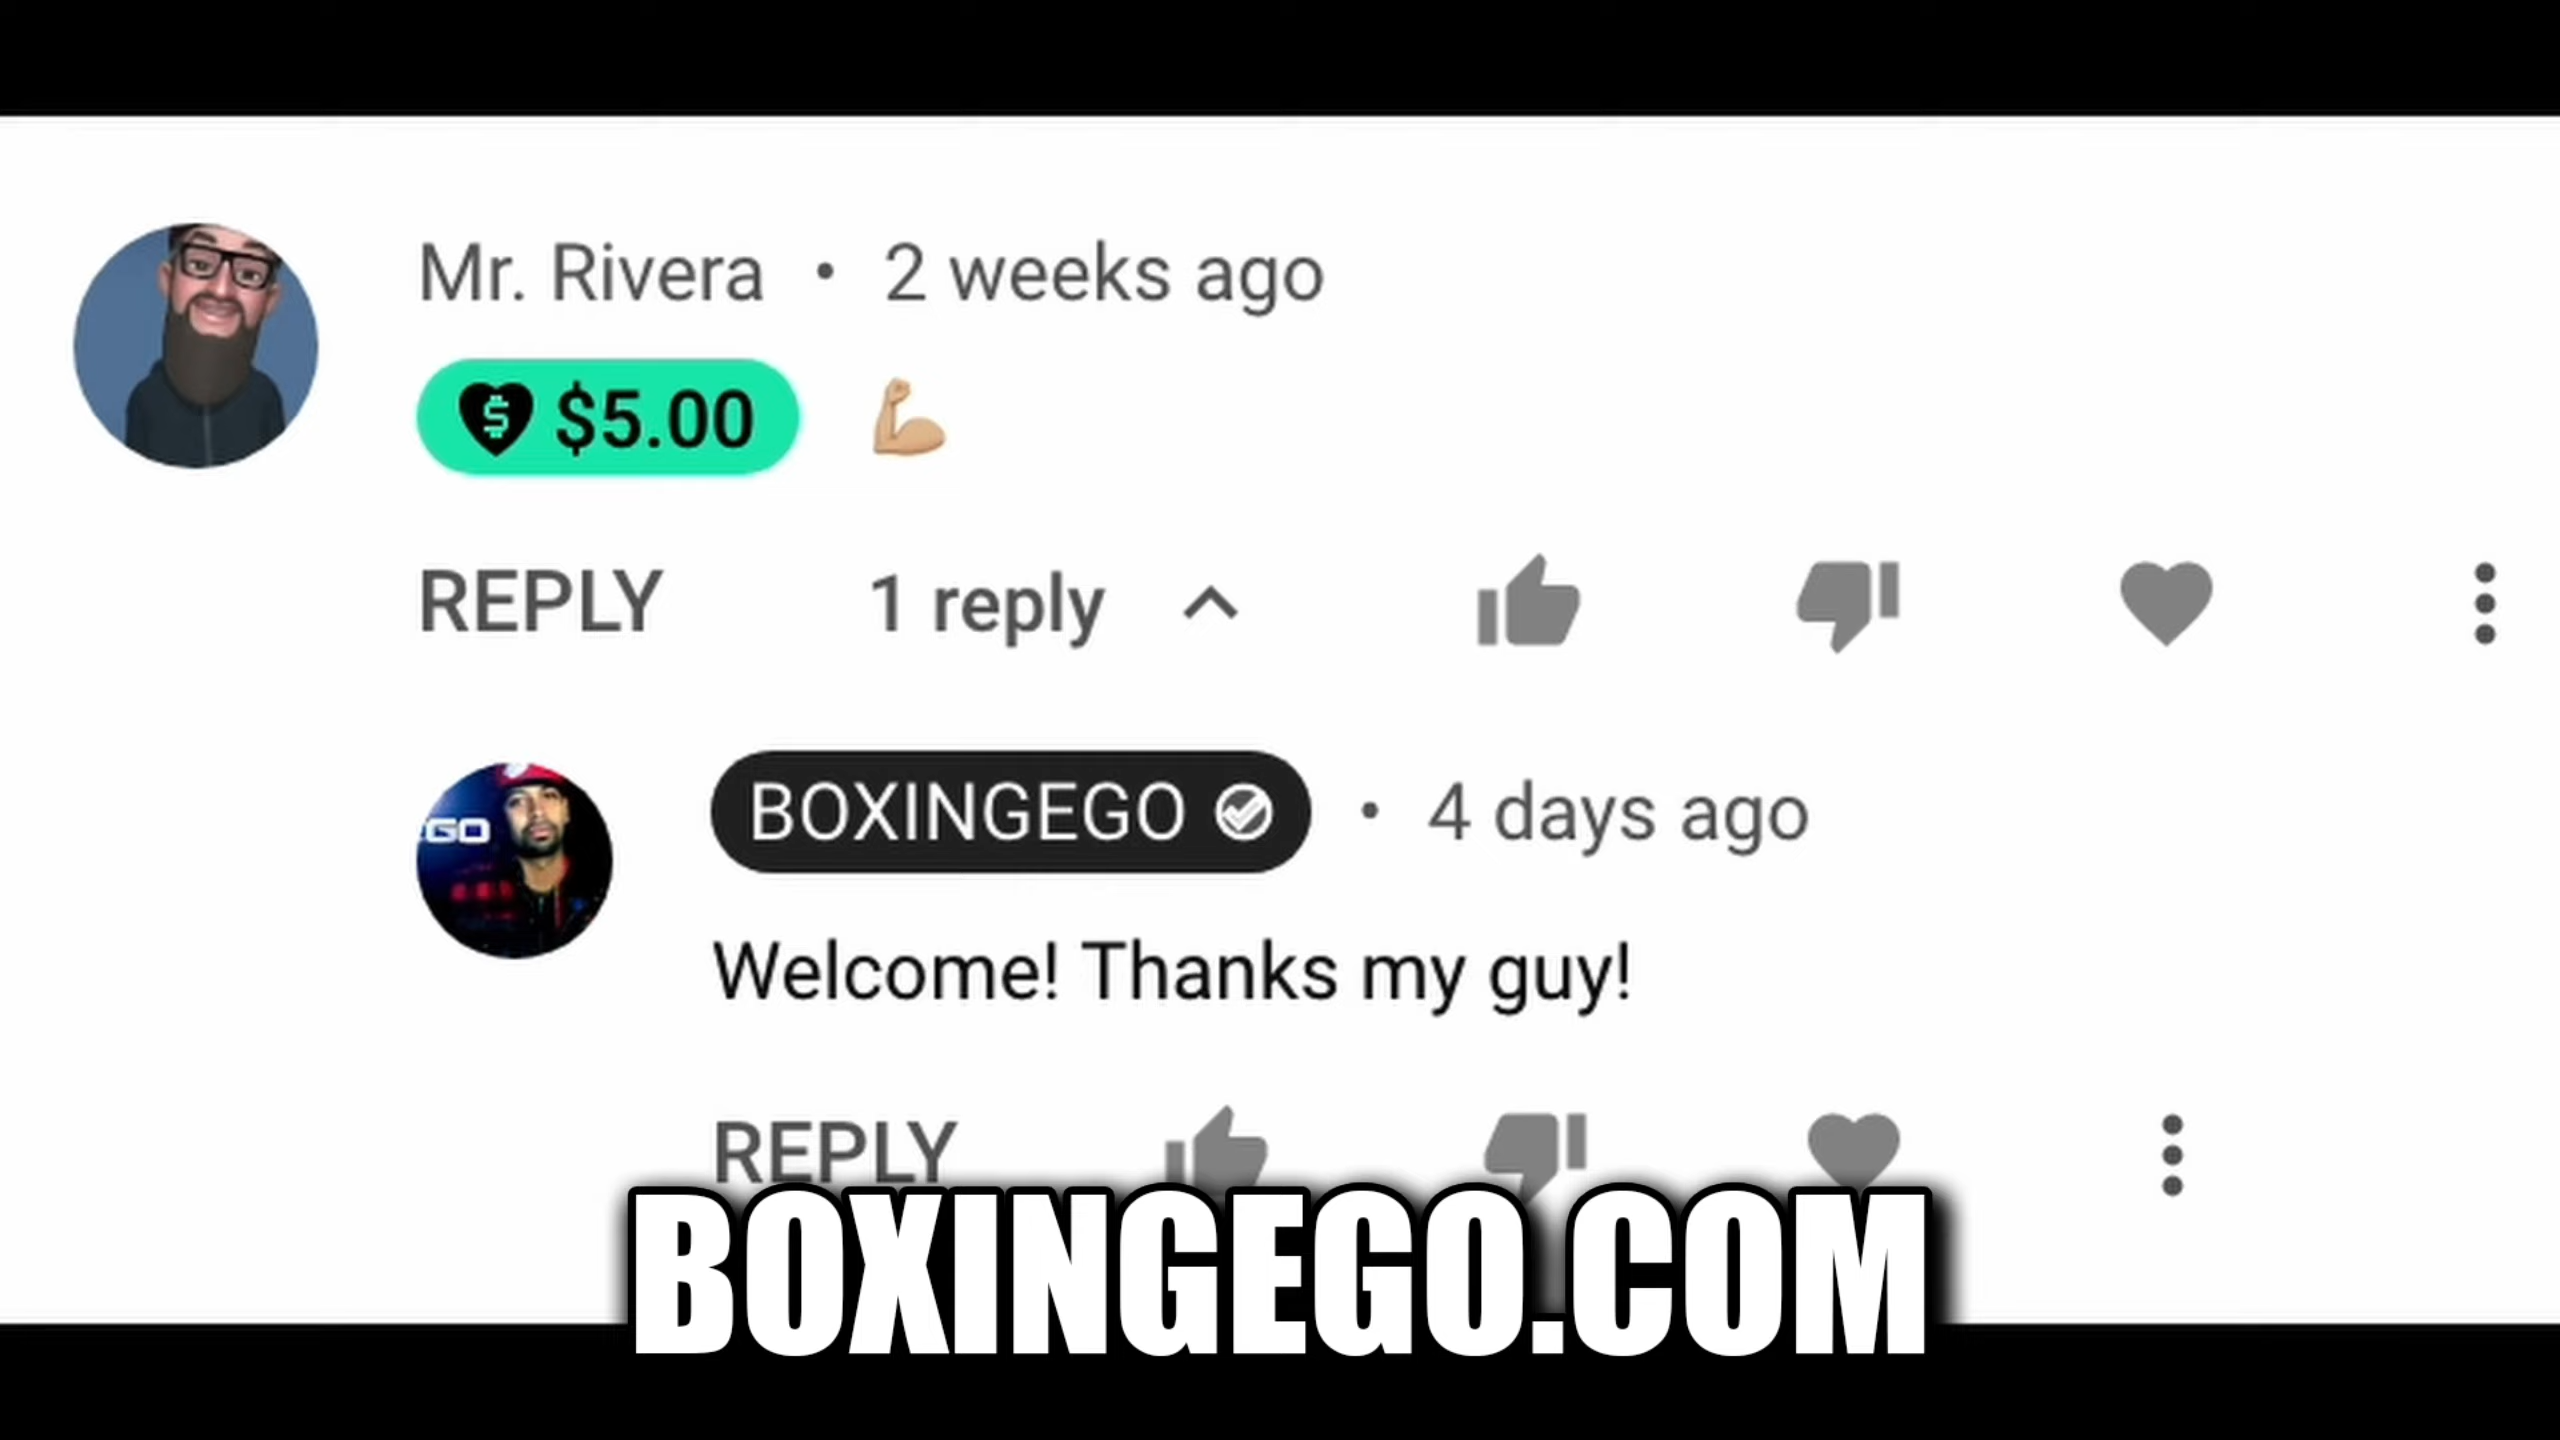 Mr. Rivera • 2 weeks ago
$5.00 💪🏼
REPLY 1 reply
GO
BOXINGEGO • 4 days ago
Welcome! Thanks my guy!
REPLY
BOXINGEGO.COM